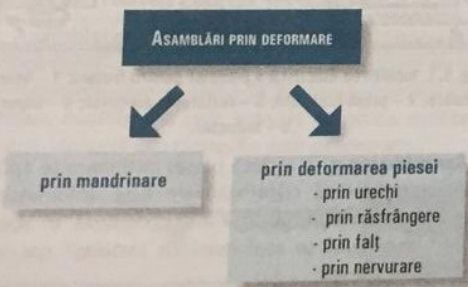 ASAMBLĂRI PRIN DEFORMARE
prin mandrinare
prin deformarea piesei
- prin urechi
- prin răsfrângere
- prin falț
- prin nervurare